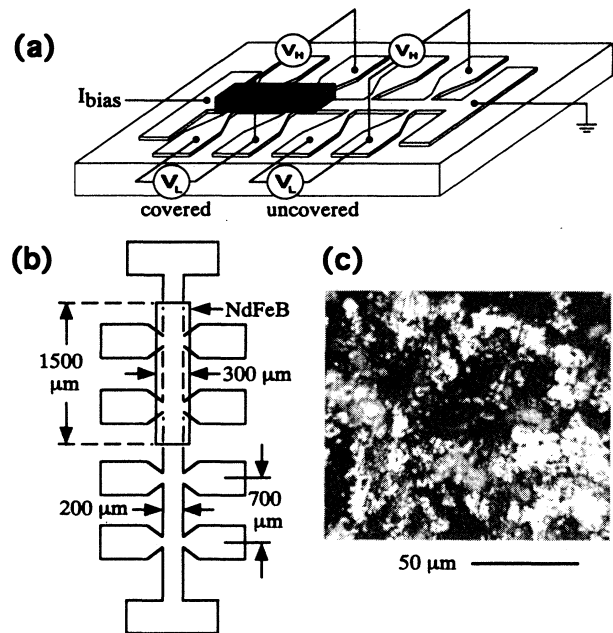 (a)
V_H
V_H
I_bias
V_L
V_L
covered
uncovered
(b)
(c)
NdFeB
1500
μm
300 μm
200 μm
700
μm
50 μm